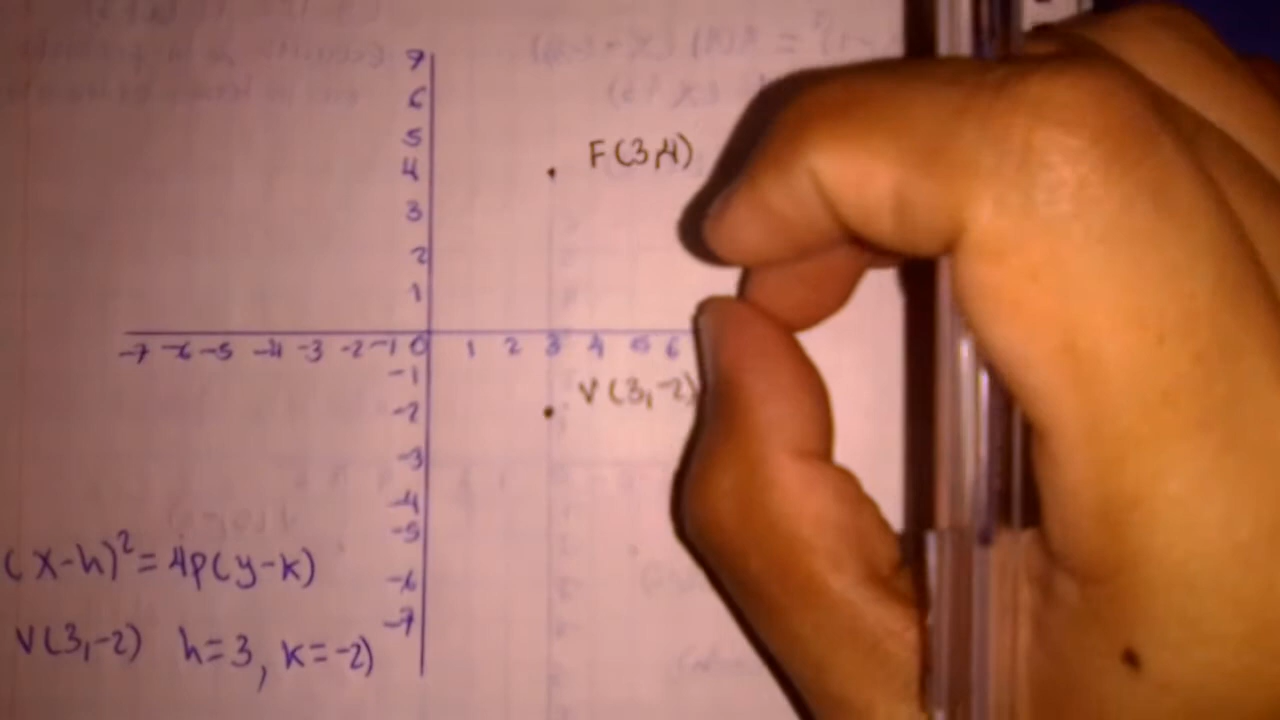 7
6
5
4
F(3,4)
3
2
1
-7 -6 -5 -4 -3 -2 -1 0 1 2 3 4 5 6
-1
V(3,-2)
-2
-3
-4
-5
(x-h)²=4p(y-k)
-6
-7
V(3,-2) h=3, k=-2)